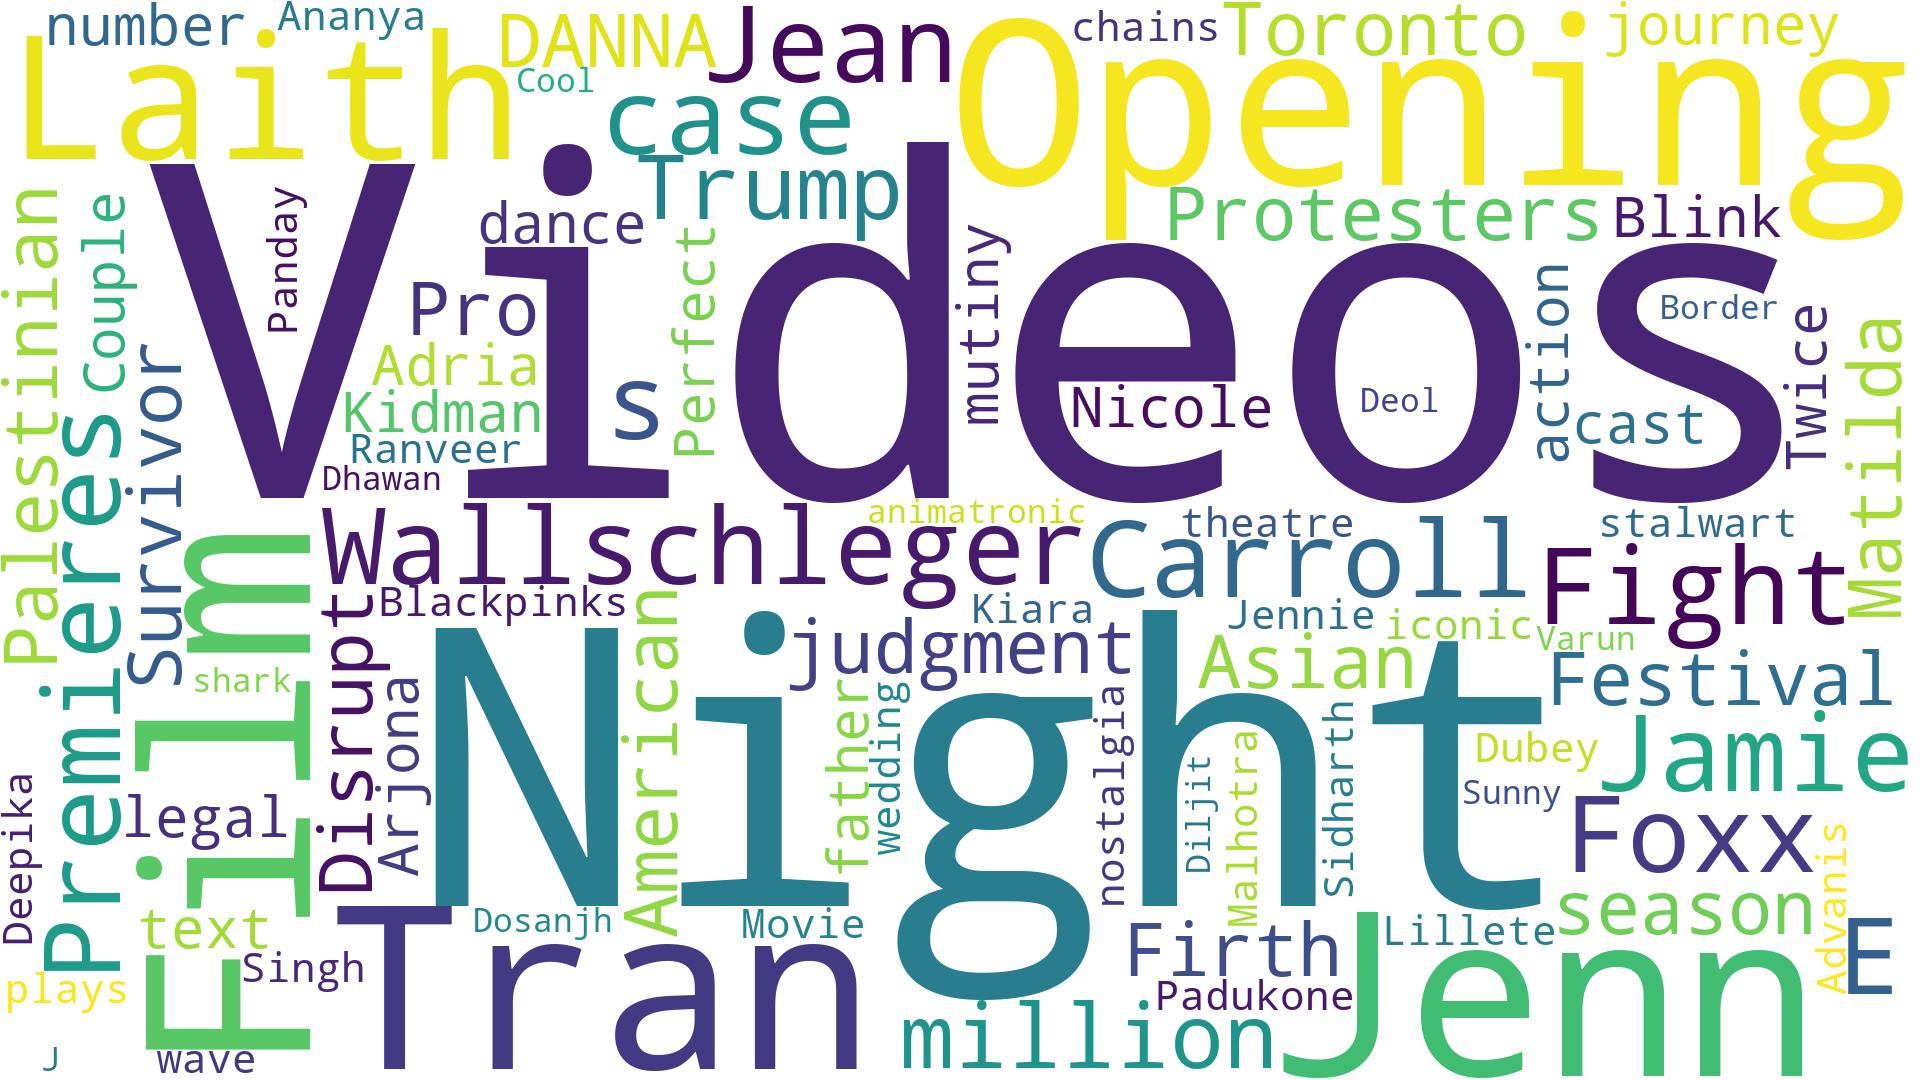 number
Ananya
DANNA
Jean
chains
Toronto
journey
Laith
Cool
case
Opening
Trump
Panday
dance
Protesters
Blink
Videos
Palestinian
Couple
Pro
Perfect
mutiny
action
Border
Twice
Matilda
Adria
Kidman
s
Nicole
Deol
cast
Ranveer
Dhawan
Survivor
Premieres
animatronic
Wallschleger
theatre
stalwart
Carroll
Fight
Film
Blackpinks
Kiara
Jennie
iconic
Varun
judgment
Asian
Festival
shark
Disrupt
Arjona
American
Night
father
wedding
nostalgia
Diljit
Malhotra
Sidharth
Dubey
Jamie
Sunny
Deepika
legal
Foxx
text
Dosanjh
Movie
Firth
Lillete
season
Advanis
E
Singh
Tran
Padukone
plays
million
Jenn
J
wave